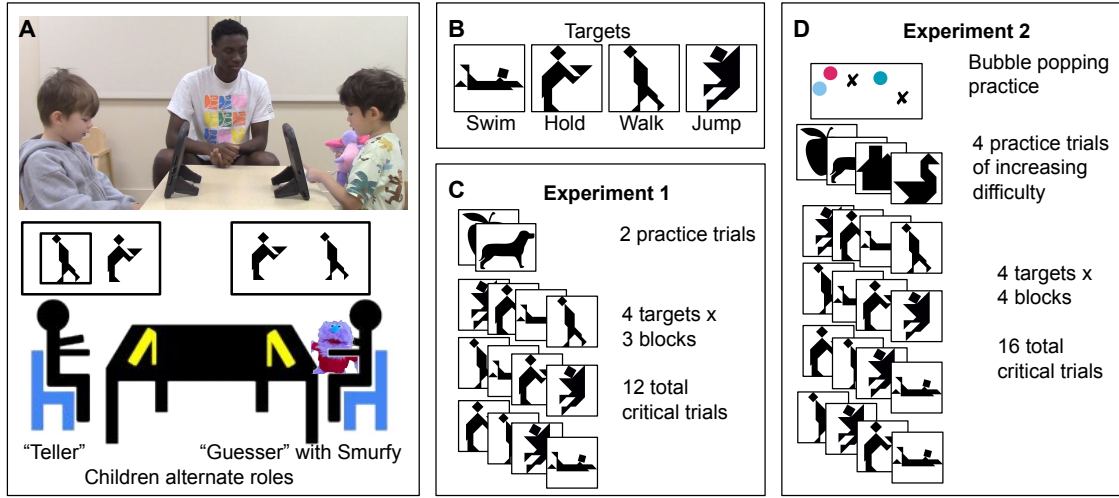 A
"Teller"
"Guesser" with Smurfy
Children alternate roles
B
Targets
Swim
Hold
Walk
Jump
C
Experiment 1
2 practice trials
4 targets x
3 blocks
12 total
critical trials
D
Experiment 2
Bubble popping
practice
4 practice trials
of increasing
difficulty
4 targets x
4 blocks
16 total
critical trials